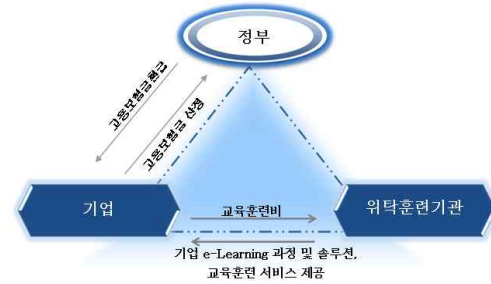 정부
고용보험금환급
고용보험금 산정
기업
교육훈련비
위탁훈련기관
기업 e-Learning 과정 및 솔루션,
교육훈련 서비스 제공